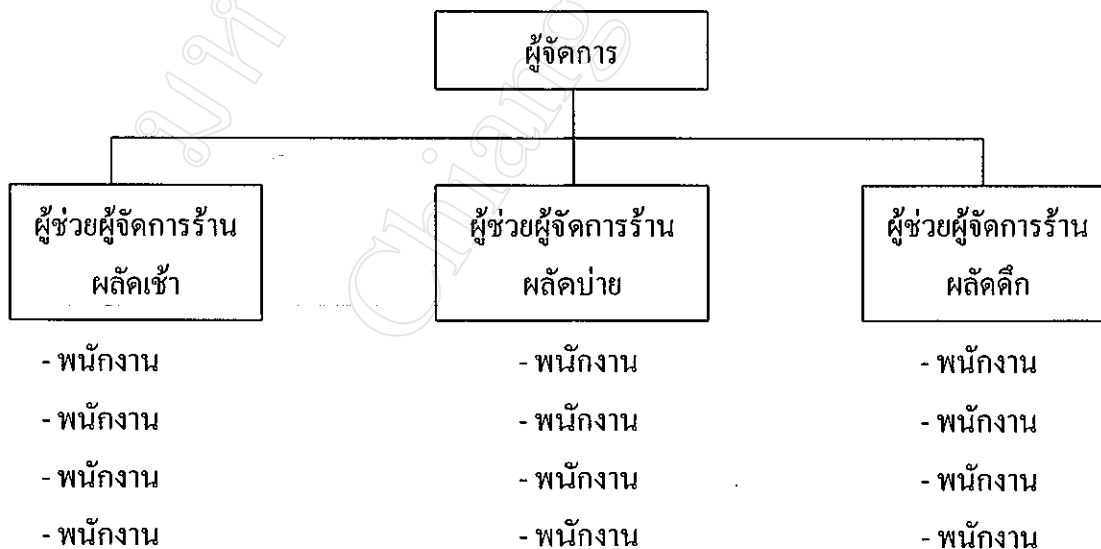 ผู้จัดการ
ผู้ช่วยผู้จัดการร้าน
ผลัดเช้า
ผู้ช่วยผู้จัดการร้าน
ผลัดบ่าย
ผู้ช่วยผู้จัดการร้าน
ผลัดดึก
- พนักงาน
- พนักงาน
- พนักงาน
- พนักงาน
- พนักงาน
- พนักงาน
- พนักงาน
- พนักงาน
- พนักงาน
- พนักงาน
- พนักงาน
- พนักงาน
Chiang